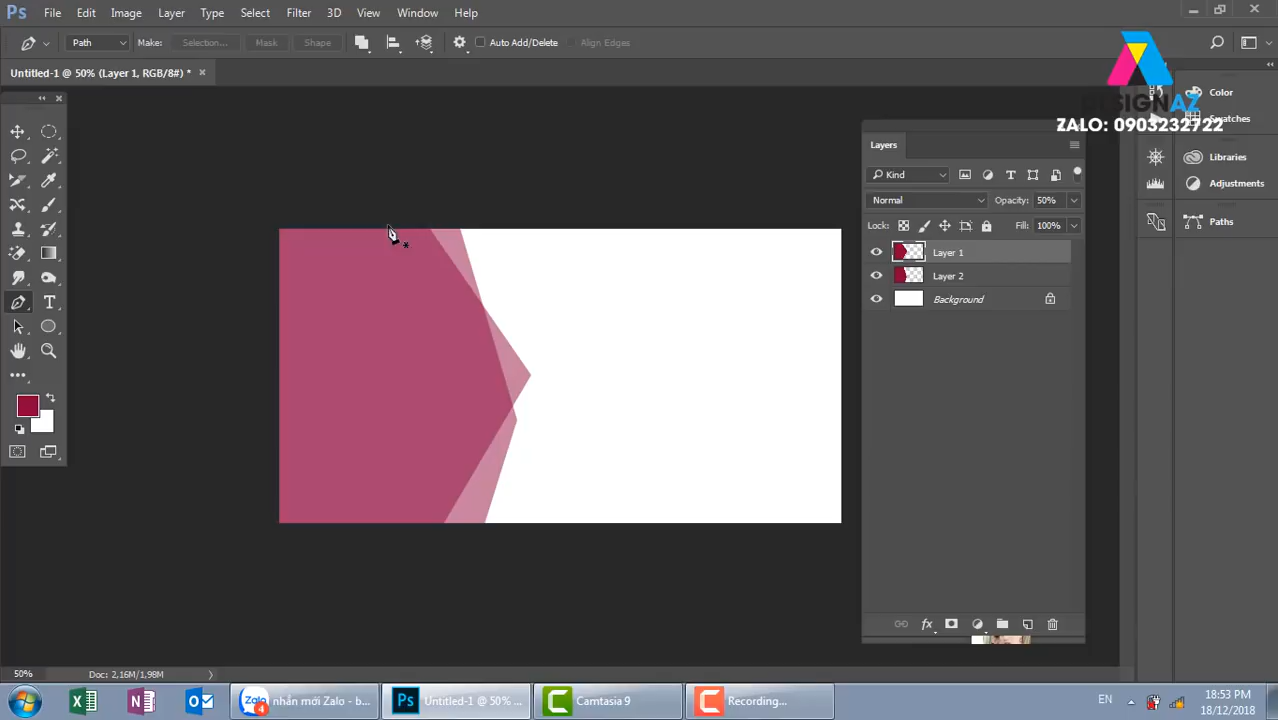 Ps File Edit Image Layer Type Select Filter 3D View Window Help
Path Make: Selection... Mask Shape Auto Add/Delete Align Edges
Untitled-1 @ 50% (Layer 1, RGB/8#) * ×
Color
Swatches
ZALO: 0903232722
Libraries
Adjustments
Paths
Layers
Kind
Normal Opacity: 50%
Lock: Fill: 100%
Layer 1
Layer 2
Background
fx
50% Doc: 2,16M/1,98M
Zalo 4 nhắn mới Zalo - b...
Ps Untitled-1 @ 50% ...
Camtasia 9
Recording...
EN
18:53 PM
18/12/2018